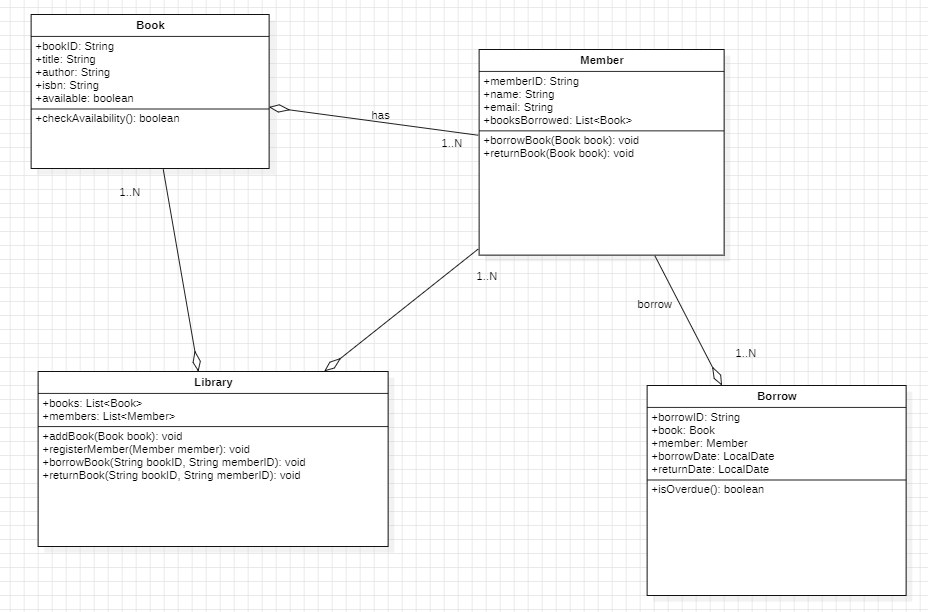 Book
+bookID: String
+title: String
+author: String
+isbn: String
+available: boolean
+checkAvailability(): boolean
has
1..N
Member
+memberID: String
+name: String
+email: String
+booksBorrowed: List<Book>
+borrowBook(Book book): void
+returnBook(Book book): void
1..N
1..N
borrow
1..N
Library
+books: List<Book>
+members: List<Member>
+addBook(Book book): void
+registerMember(Member member): void
+borrowBook(String bookID, String memberID): void
+returnBook(String bookID, String memberID): void
Borrow
+borrowID: String
+book: Book
+member: Member
+borrowDate: LocalDate
+returnDate: LocalDate
+isOverdue(): boolean